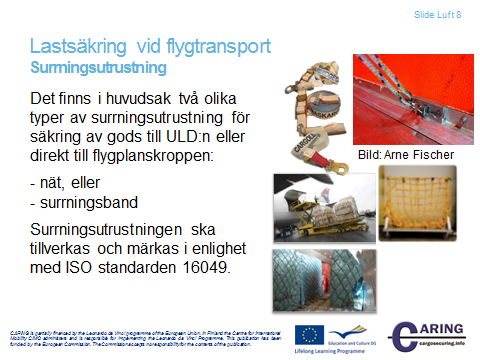 Slide Luft 8
Lastsäkring vid flygtransport
Surrningsutrustning
Det finns i huvudsak två olika
typer av surrningsutrustning för
säkring av gods till ULD:n eller
direkt till flygplanskroppen:
- nät, eller
- surrningsband
Surrningsutrustningen ska
tillverkas och märkas i enlighet
med ISO standarden 16049.
Bild: Arne Fischer
CARING is partially financed by the Leonardo da Vinci programme of the European Union. In Finland the Centre for International
Mobility CIMO administers and is responsible for implementing the Leonardo da Vinci Programme. This publication has been
funded by the European Commission. The Commission accepts no responsibility for the contents of the publication.
Education and Culture DG
Lifelong Learning Programme
CARING
cargosecuring.info